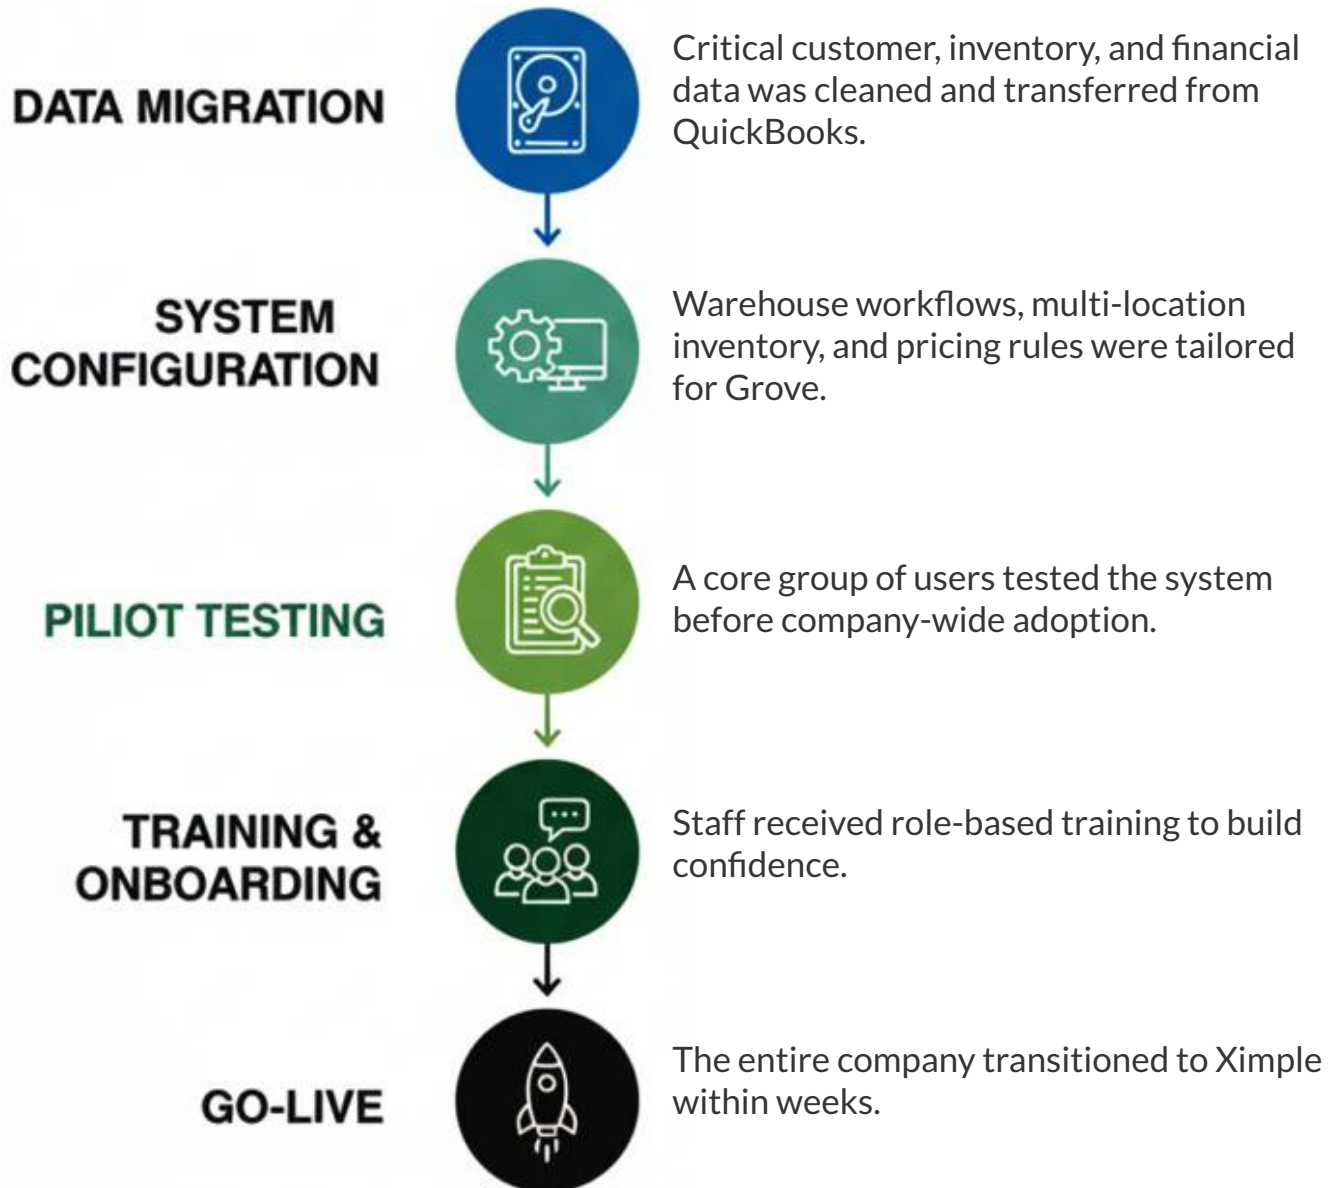 DATA MIGRATION
Critical customer, inventory, and financial
data was cleaned and transferred from
QuickBooks.
SYSTEM
CONFIGURATION
Warehouse workflows, multi-location
inventory, and pricing rules were tailored
for Grove.
PILIOT TESTING
A core group of users tested the system
before company-wide adoption.
TRAINING &
ONBOARDING
Staff received role-based training to build
confidence.
GO-LIVE
The entire company transitioned to Ximple
within weeks.